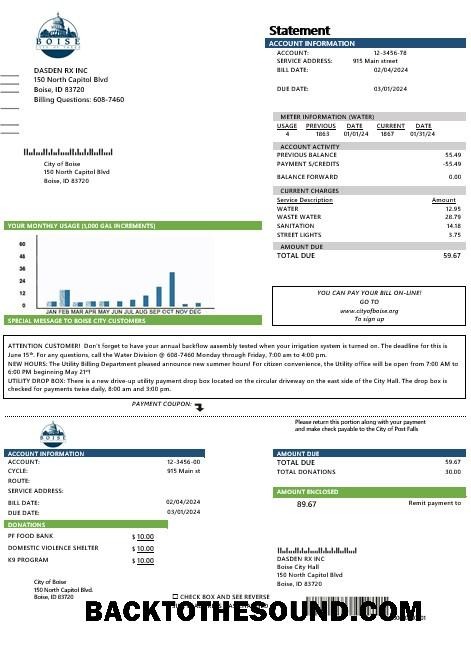 Statement
BOISE
ACCOUNT INFORMATION
ACCOUNT: 12-3456-78
SERVICE ADDRESS: 915 Main street
BILL DATE: 02/04/2024
DUE DATE: 03/01/2024
DASDEN RX INC
150 North Capitol Blvd
Boise, ID 83720
Billing Questions: 608-7460
METER INFORMATION (WATER)
USAGE PREVIOUS DATE CURRENT DATE
4 1863 01/01/24 1867 01/31/24
ACCOUNT ACTIVITY
PREVIOUS BALANCE 55.49
PAYMENT S/CREDITS -55.49
BALANCE FORWARD 0.00
City of Boise
150 North Capitol Blvd
Boise, ID 83720
CURRENT CHARGES
Service Description Amount
WATER 12.95
WASTE WATER 28.79
SANITATION 14.18
STREET LIGHTS 3.75
AMOUNT DUE
TOTAL DUE 59.67
YOUR MONTHLY USAGE (1,000 GAL INCREMENTS)
60
48
36
24
12
0
JAN FEB MAR APR MAY JUN JUL AUG SEP OCT NOV DEC
YOU CAN PAY YOUR BILL ON-LINE!
GO TO
www.cityofboise.org
To sign up
SPECIAL MESSAGE TO BOISE CITY CUSTOMERS
ATTENTION CUSTOMER! Don't forget to have your annual backflow assembly tested when your irrigation system is turned on. The deadline for this is
June 15th. For any questions, call the Water Division @ 608-7460 Monday through Friday, 7:00 am to 4:00 pm.
NEW HOURS: The Utility Billing Department pleased announce new summer hours! For citizen convenience, the Utility office will be open from 7:00 AM to
6:00 PM beginning May 21st!
UTILITY DROP BOX: There is a new drive-up utility payment drop box located on the circular driveway on the east side of the City Hall. The drop box is
checked for payments twice daily, 8:00 am and 3:00 pm.
PAYMENT COUPON:
Please return this portion along with your payment
and make check payable to the City of Post Falls
BOISE
ACCOUNT INFORMATION
ACCOUNT: 12-3456-00
CYCLE: 915 Main st
ROUTE:
SERVICE ADDRESS:
BILL DATE: 02/04/2024
DUE DATE: 03/01/2024
AMOUNT DUE
TOTAL DUE 59.67
TOTAL DONATIONS 30.00
AMOUNT ENCLOSED
89.67 Remit payment to
DONATIONS
PF FOOD BANK $ 10.00
DOMESTIC VIOLENCE SHELTER $ 10.00
K9 PROGRAM $ 10.00
DASDEN RX INC
Boise City Hall
150 North Capitol Blvd
Boise, ID 83720
City of Boise
150 North Capitol Blvd.
Boise, ID 83720
CHECK BOX AND SEE REVERSE
BACKTOTHESOUND.COM